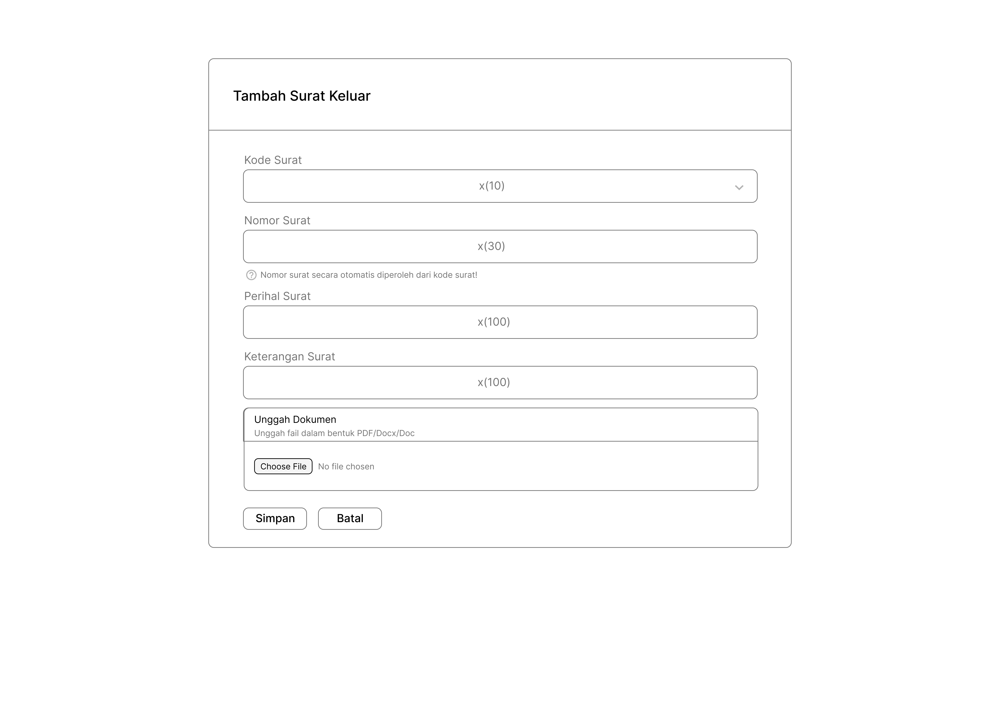 Tambah Surat Keluar
Kode Surat
x(10)
Nomor Surat
x(30)
Nomor surat secara otomatis diperoleh dari kode surat!
Perihal Surat
x(100)
Keterangan Surat
x(100)
Unggah Dokumen
Unggah fail dalam bentuk PDF/Docx/Doc
Choose File No file chosen
Simpan Batal